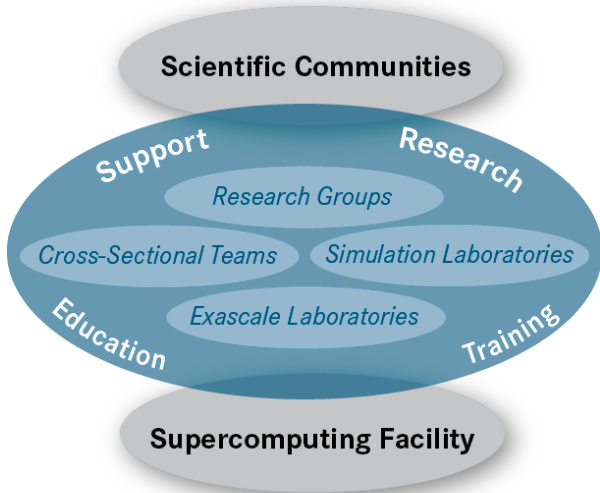 Scientific Communities
Support
Research
Research Groups
Cross-Sectional Teams
Simulation Laboratories
Exascale Laboratories
Education
Training
Supercomputing Facility